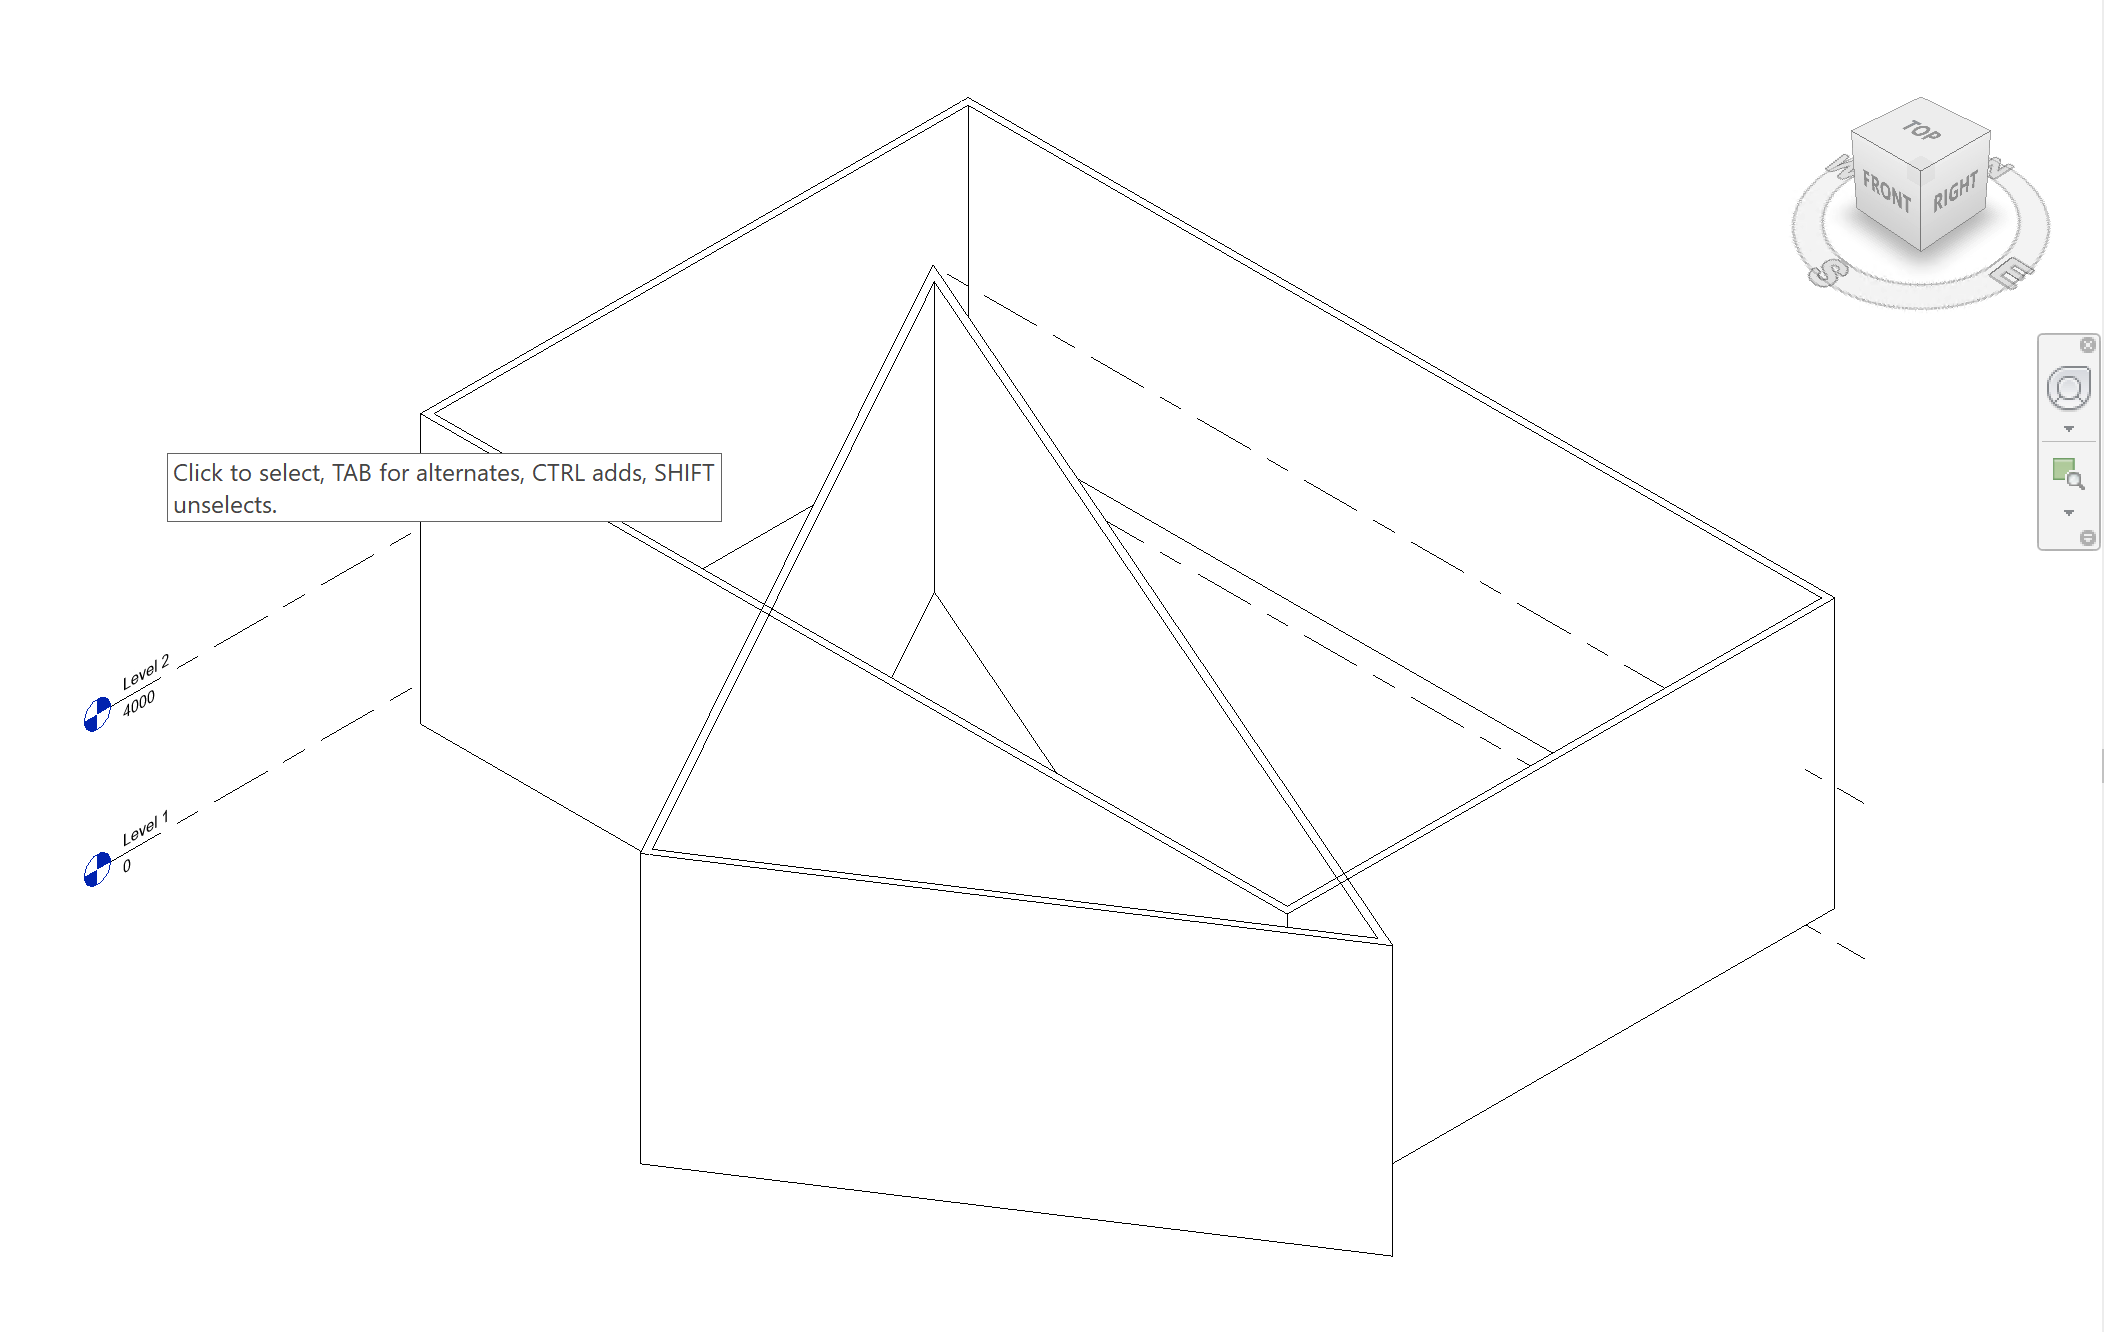 TOP
W
N
FRONT
RIGHT
S
E
Click to select, TAB for alternates, CTRL adds, SHIFT
unselects.
Level 2
4000
Level 1
0